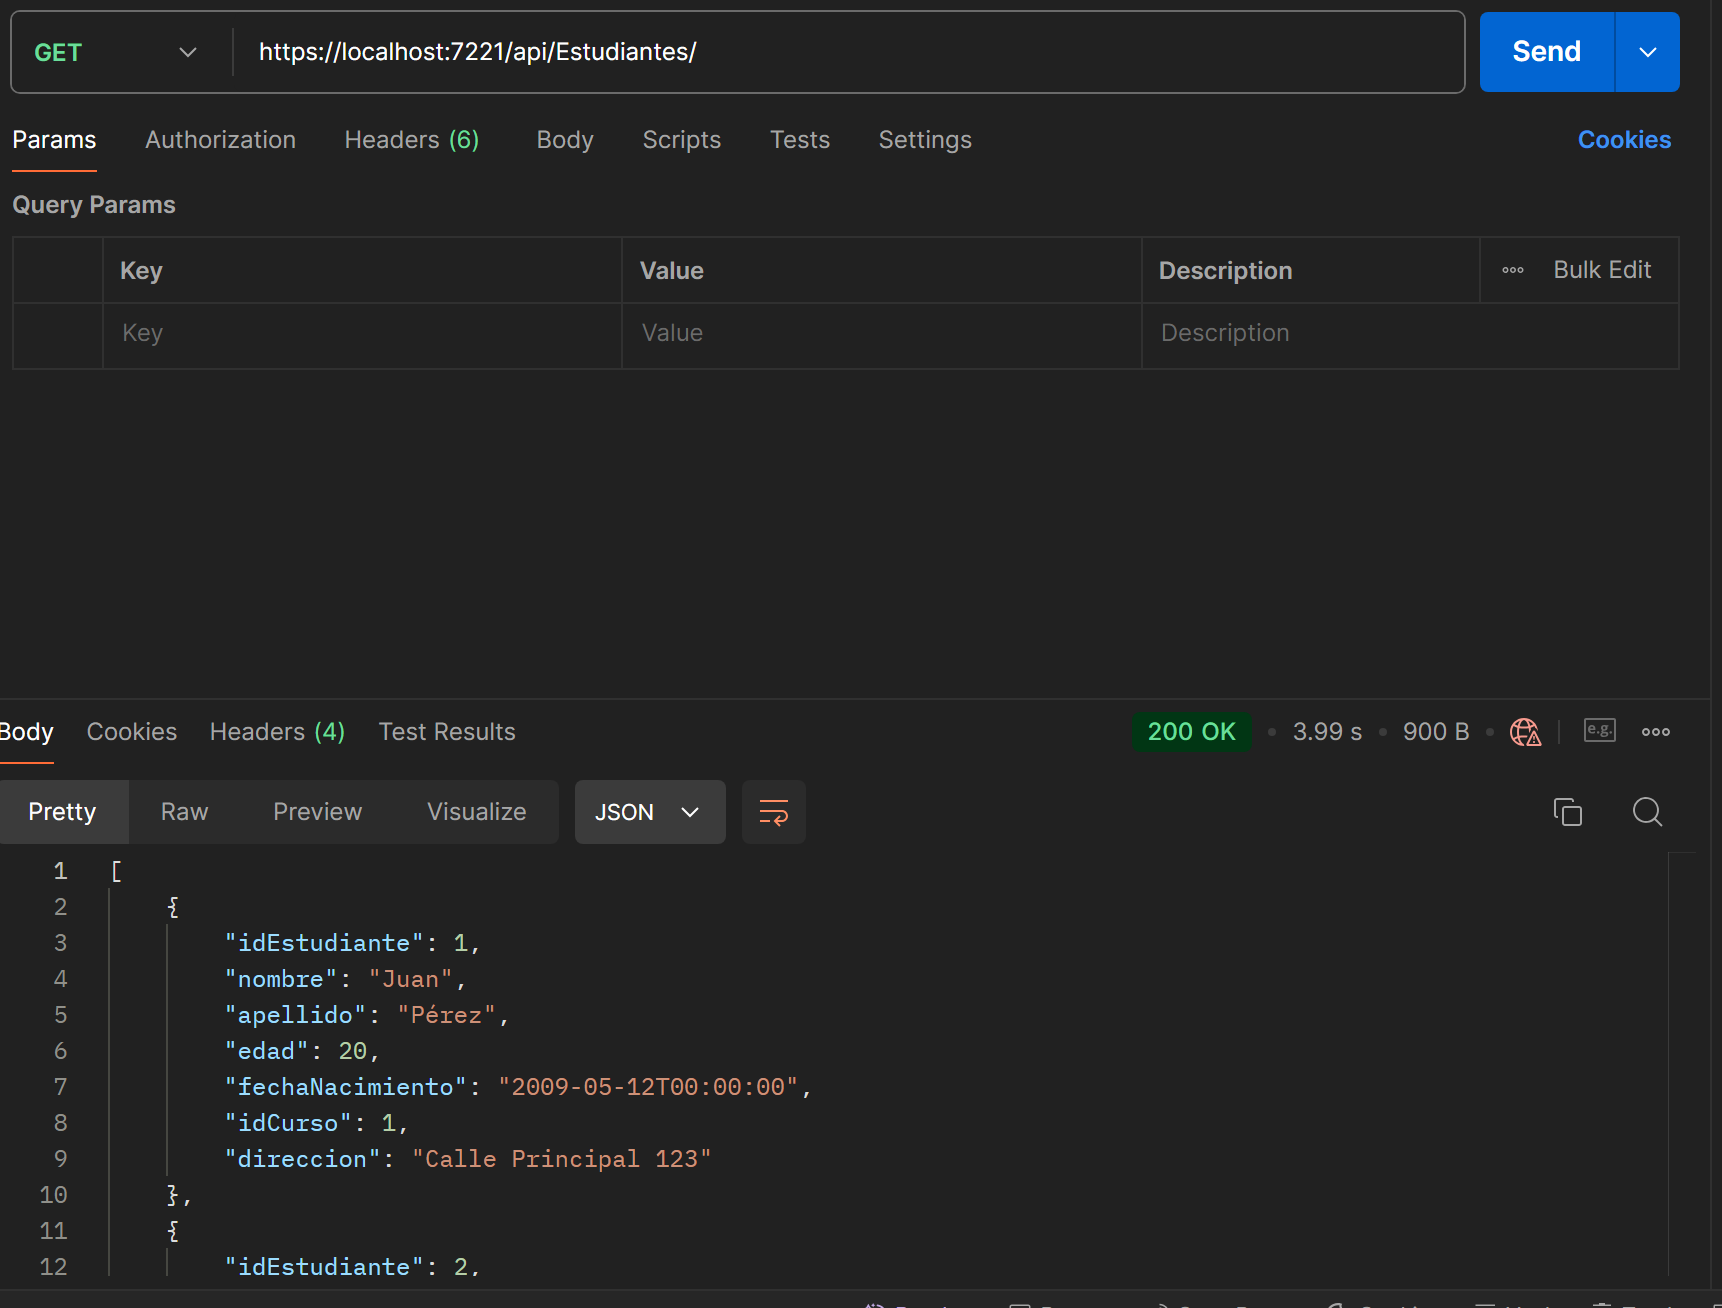 GET https://localhost:7221/api/Estudiantes/ Send
Params Authorization Headers (6) Body Scripts Tests Settings Cookies
Query Params
Key Value Description Bulk Edit
Key Value Description
Body Cookies Headers (4) Test Results 200 OK • 3.99 s • 900 B • e.g.
Pretty Raw Preview Visualize JSON
1 [
2 {
3 "idEstudiante": 1,
4 "nombre": "Juan",
5 "apellido": "Pérez",
6 "edad": 20,
7 "fechaNacimiento": "2009-05-12T00:00:00",
8 "idCurso": 1,
9 "direccion": "Calle Principal 123"
10 },
11 {
12 "idEstudiante": 2,